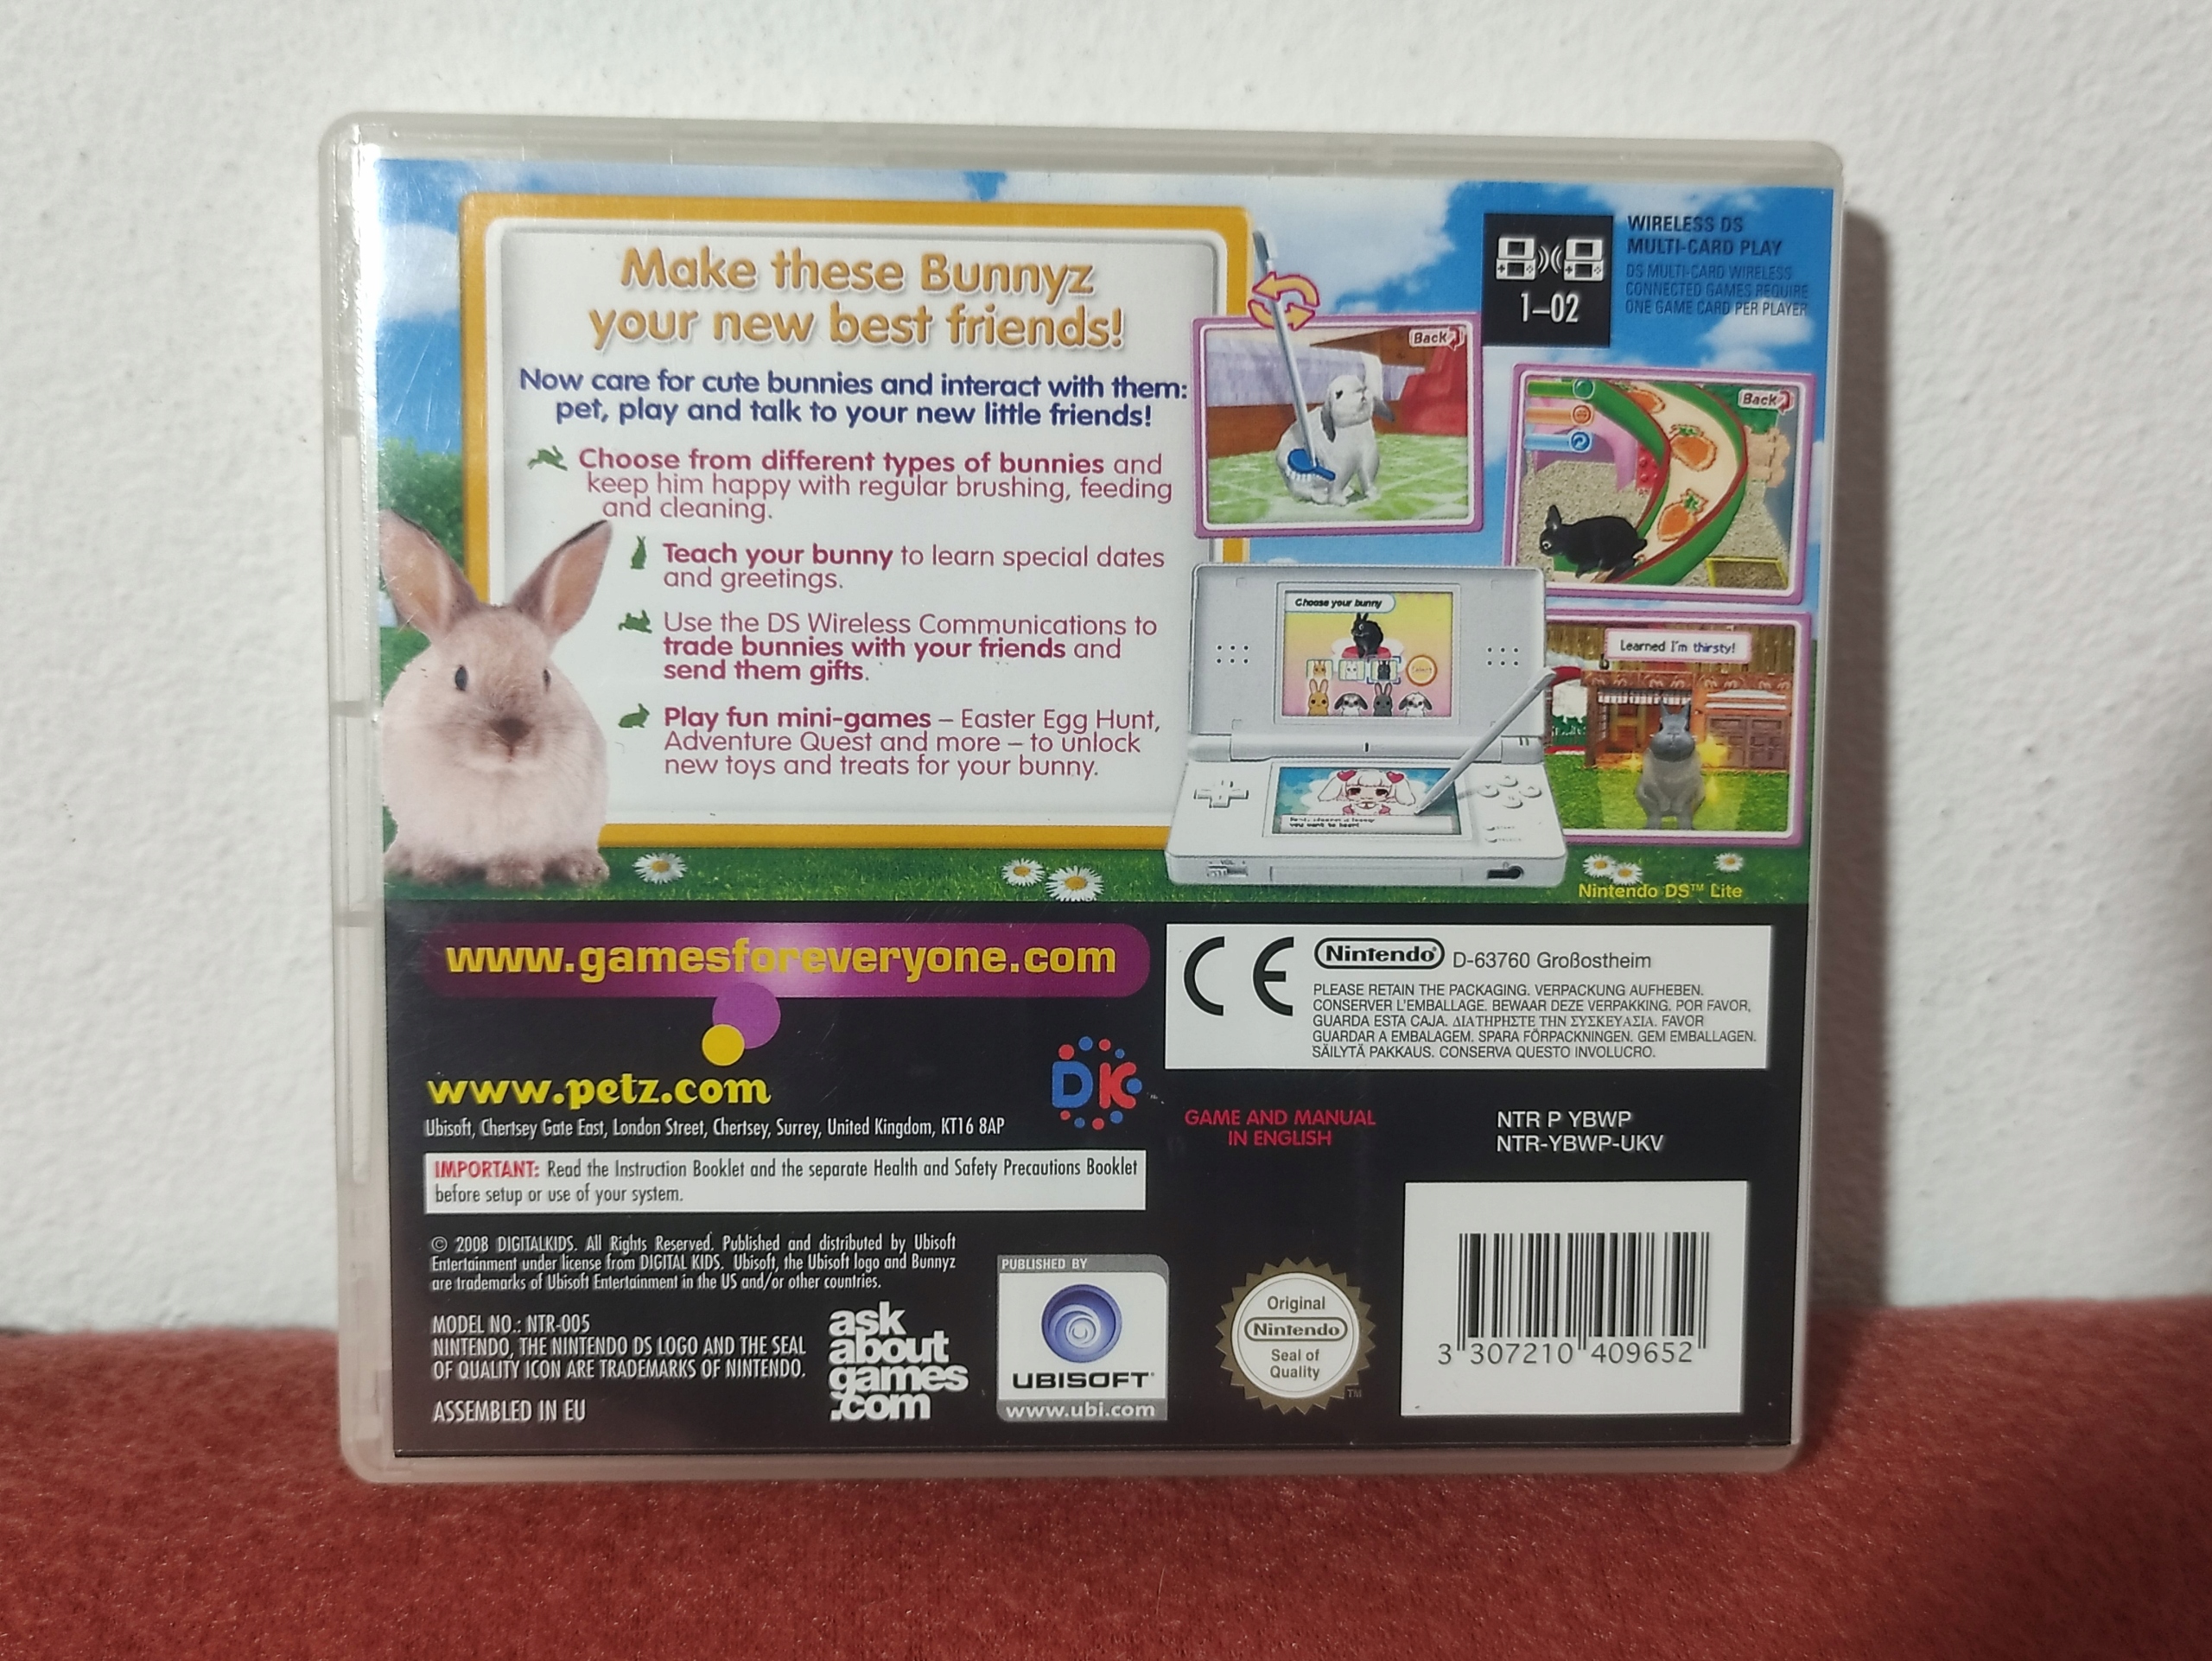 Make these Bunnyz
your new best friends!
Now care for cute bunnies and interact with them:
pet, play and talk to your new little friends!
Choose from different types of bunnies and
keep him happy with regular brushing, feeding
and cleaning.
Teach your bunny to learn special dates
and greetings.
Use the DS Wireless Communications to
trade bunnies with your friends and
send them gifts.
Play fun mini-games – Easter Egg Hunt,
Adventure Quest and more – to unlock
new toys and treats for your bunny.
1–02
WIRELESS DS
MULTI-CARD PLAY
DS MULTI-CARD WIRELESS
CONNECTED GAMES REQUIRE
ONE GAME CARD PER PLAYER
Back
Back
Choose your bunny
Learned I'm thirsty!
you want to
VOL
Nintendo DS™ Lite
www.gamesforeveryone.com
www.petz.com
DK
Ubisoft, Chertsey Gate East, London Street, Chertsey, Surrey, United Kingdom, KT16 8AP
IMPORTANT: Read the Instruction Booklet and the separate Health and Safety Precautions Booklet
before setup or use of your system.
© 2008 DIGITALKIDS. All Rights Reserved. Published and distributed by Ubisoft
Entertainment under license from DIGITAL KIDS. Ubisoft, the Ubisoft logo and Bunnyz
are trademarks of Ubisoft Entertainment in the US and/or other countries.
MODEL NO.: NTR-005
NINTENDO, THE NINTENDO DS LOGO AND THE SEAL
OF QUALITY ICON ARE TRADEMARKS OF NINTENDO.
ASSEMBLED IN EU
ask
about
games
.com
PUBLISHED BY
UBISOFT
www.ubi.com
CE
Nintendo® D-63760 Großostheim
PLEASE RETAIN THE PACKAGING. VERPACKUNG AUFHEBEN.
CONSERVER L'EMBALLAGE. BEWAAR DEZE VERPAKKING. POR FAVOR,
GUARDA ESTA CAJA. ΔΙΑΤΗΡΗΣΤΕ ΤΗΝ ΣΥΣΚΕΥΑΣΙΑ. FAVOR
GUARDAR A EMBALAGEM. SPARA FÖRPACKNINGEN. GEM EMBALLAGEN.
SÄILYTÄ PAKKAUS. CONSERVA QUESTO INVOLUCRO.
GAME AND MANUAL
IN ENGLISH
NTR P YBWP
NTR-YBWP-UKV
Original
Nintendo
Seal of
Quality
TM
3 307210 409652